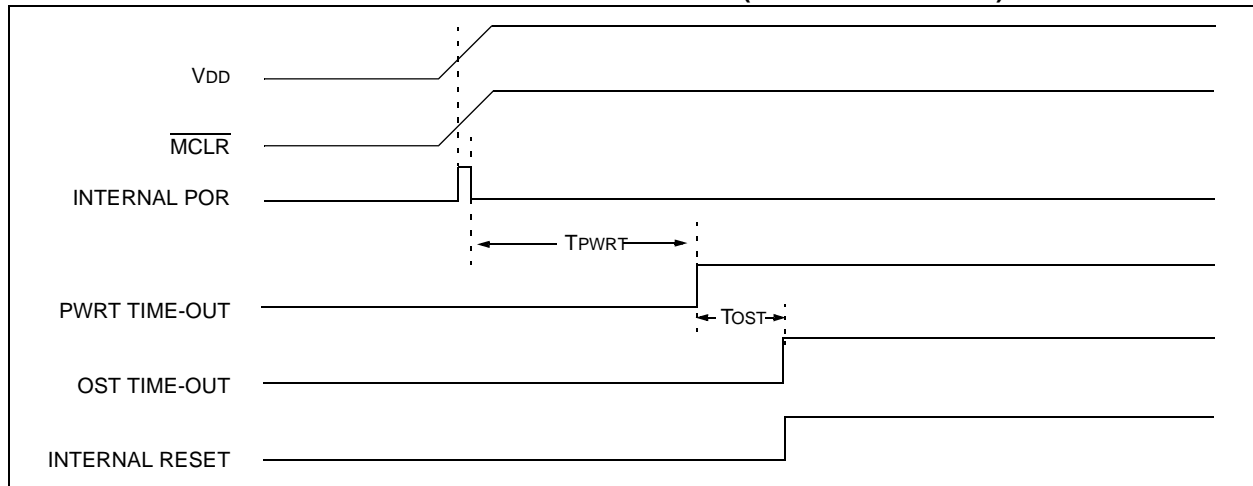 VDD
MCLR
INTERNAL POR
TPWRT
PWRT TIME-OUT
TOST
OST TIME-OUT
INTERNAL RESET